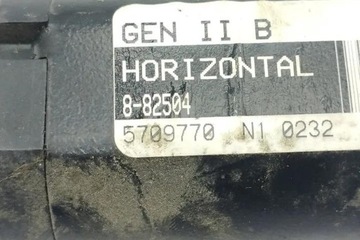 GEN II B
HORIZONTAL
8-82504
5709770 N1 0232